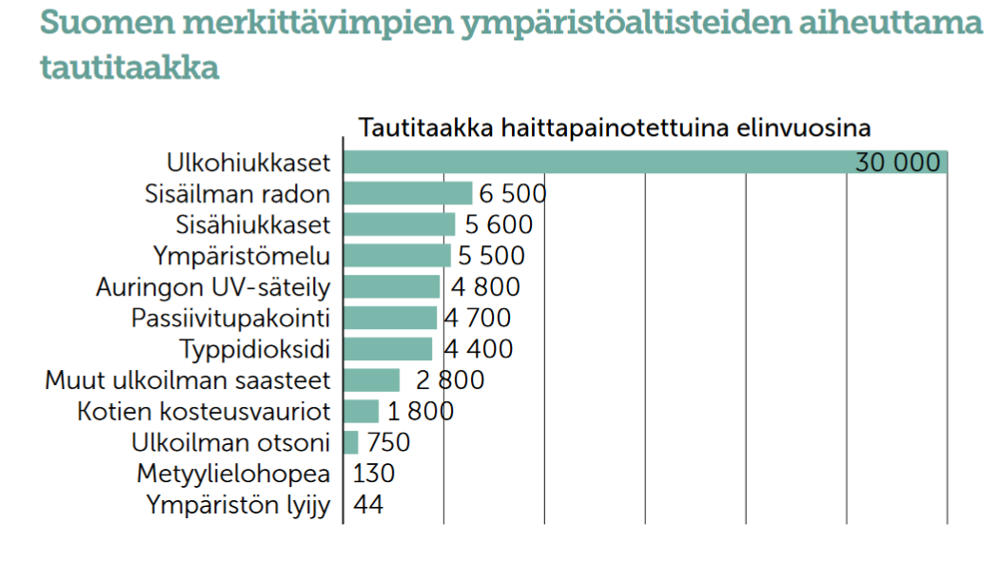 Suomen merkittävimpien ympäristöaltisteiden aiheuttama
tautitaakka
Tautitaakka haittapainotettuina elinvuosina
Ulkohiukkaset 30 000
Sisäilman radon 6 500
Sisähiukkaset 5 600
Ympäristömelu 5 500
Auringon UV-säteily 4 800
Passiivitupakointi 4 700
Typpidioksidi 4 400
Muut ulkoilman saasteet 2 800
Kotien kosteusvauriot 1 800
Ulkoilman otsoni 750
Metyylielohopea 130
Ympäristön lyijy 44